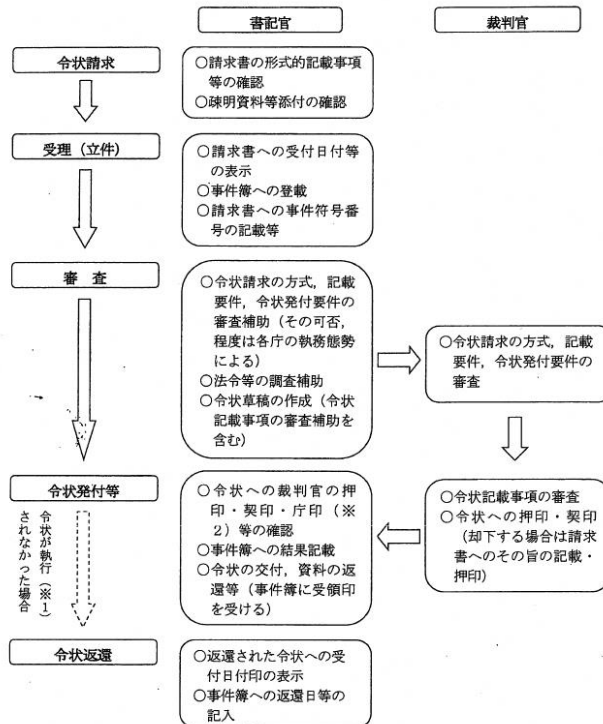 書記官
裁判官
令状請求
○請求書の形式的記載事項
等の確認
○疎明資料等添付の確認
受理（立件）
○請求書への受付日付等
の表示
○事件簿への登載
○請求書への事件符号番
号の記載等
審　査
○令状請求の方式，記載
要件，令状発付要件の
審査補助（その可否，
程度は各庁の執務態勢
による）
○法令等の調査補助
○令状草稿の作成（令状
記載事項の審査補助を
含む）
○令状請求の方式，記載
要件，令状発付要件の
審査
令状発付等
令状が執行（※１）
されなかった場合
○令状への裁判官の押
印・契印・庁印（※
２）等の確認
○事件簿への結果記載
○令状の交付，資料の返
還等（事件簿に受領印
を受ける）
○令状記載事項の審査
○令状への押印・契印
（却下する場合は請求
書へのその旨の記載・
押印）
令状返還
○返還された令状への受
付日付印の表示
○事件簿への返還日等の
記入